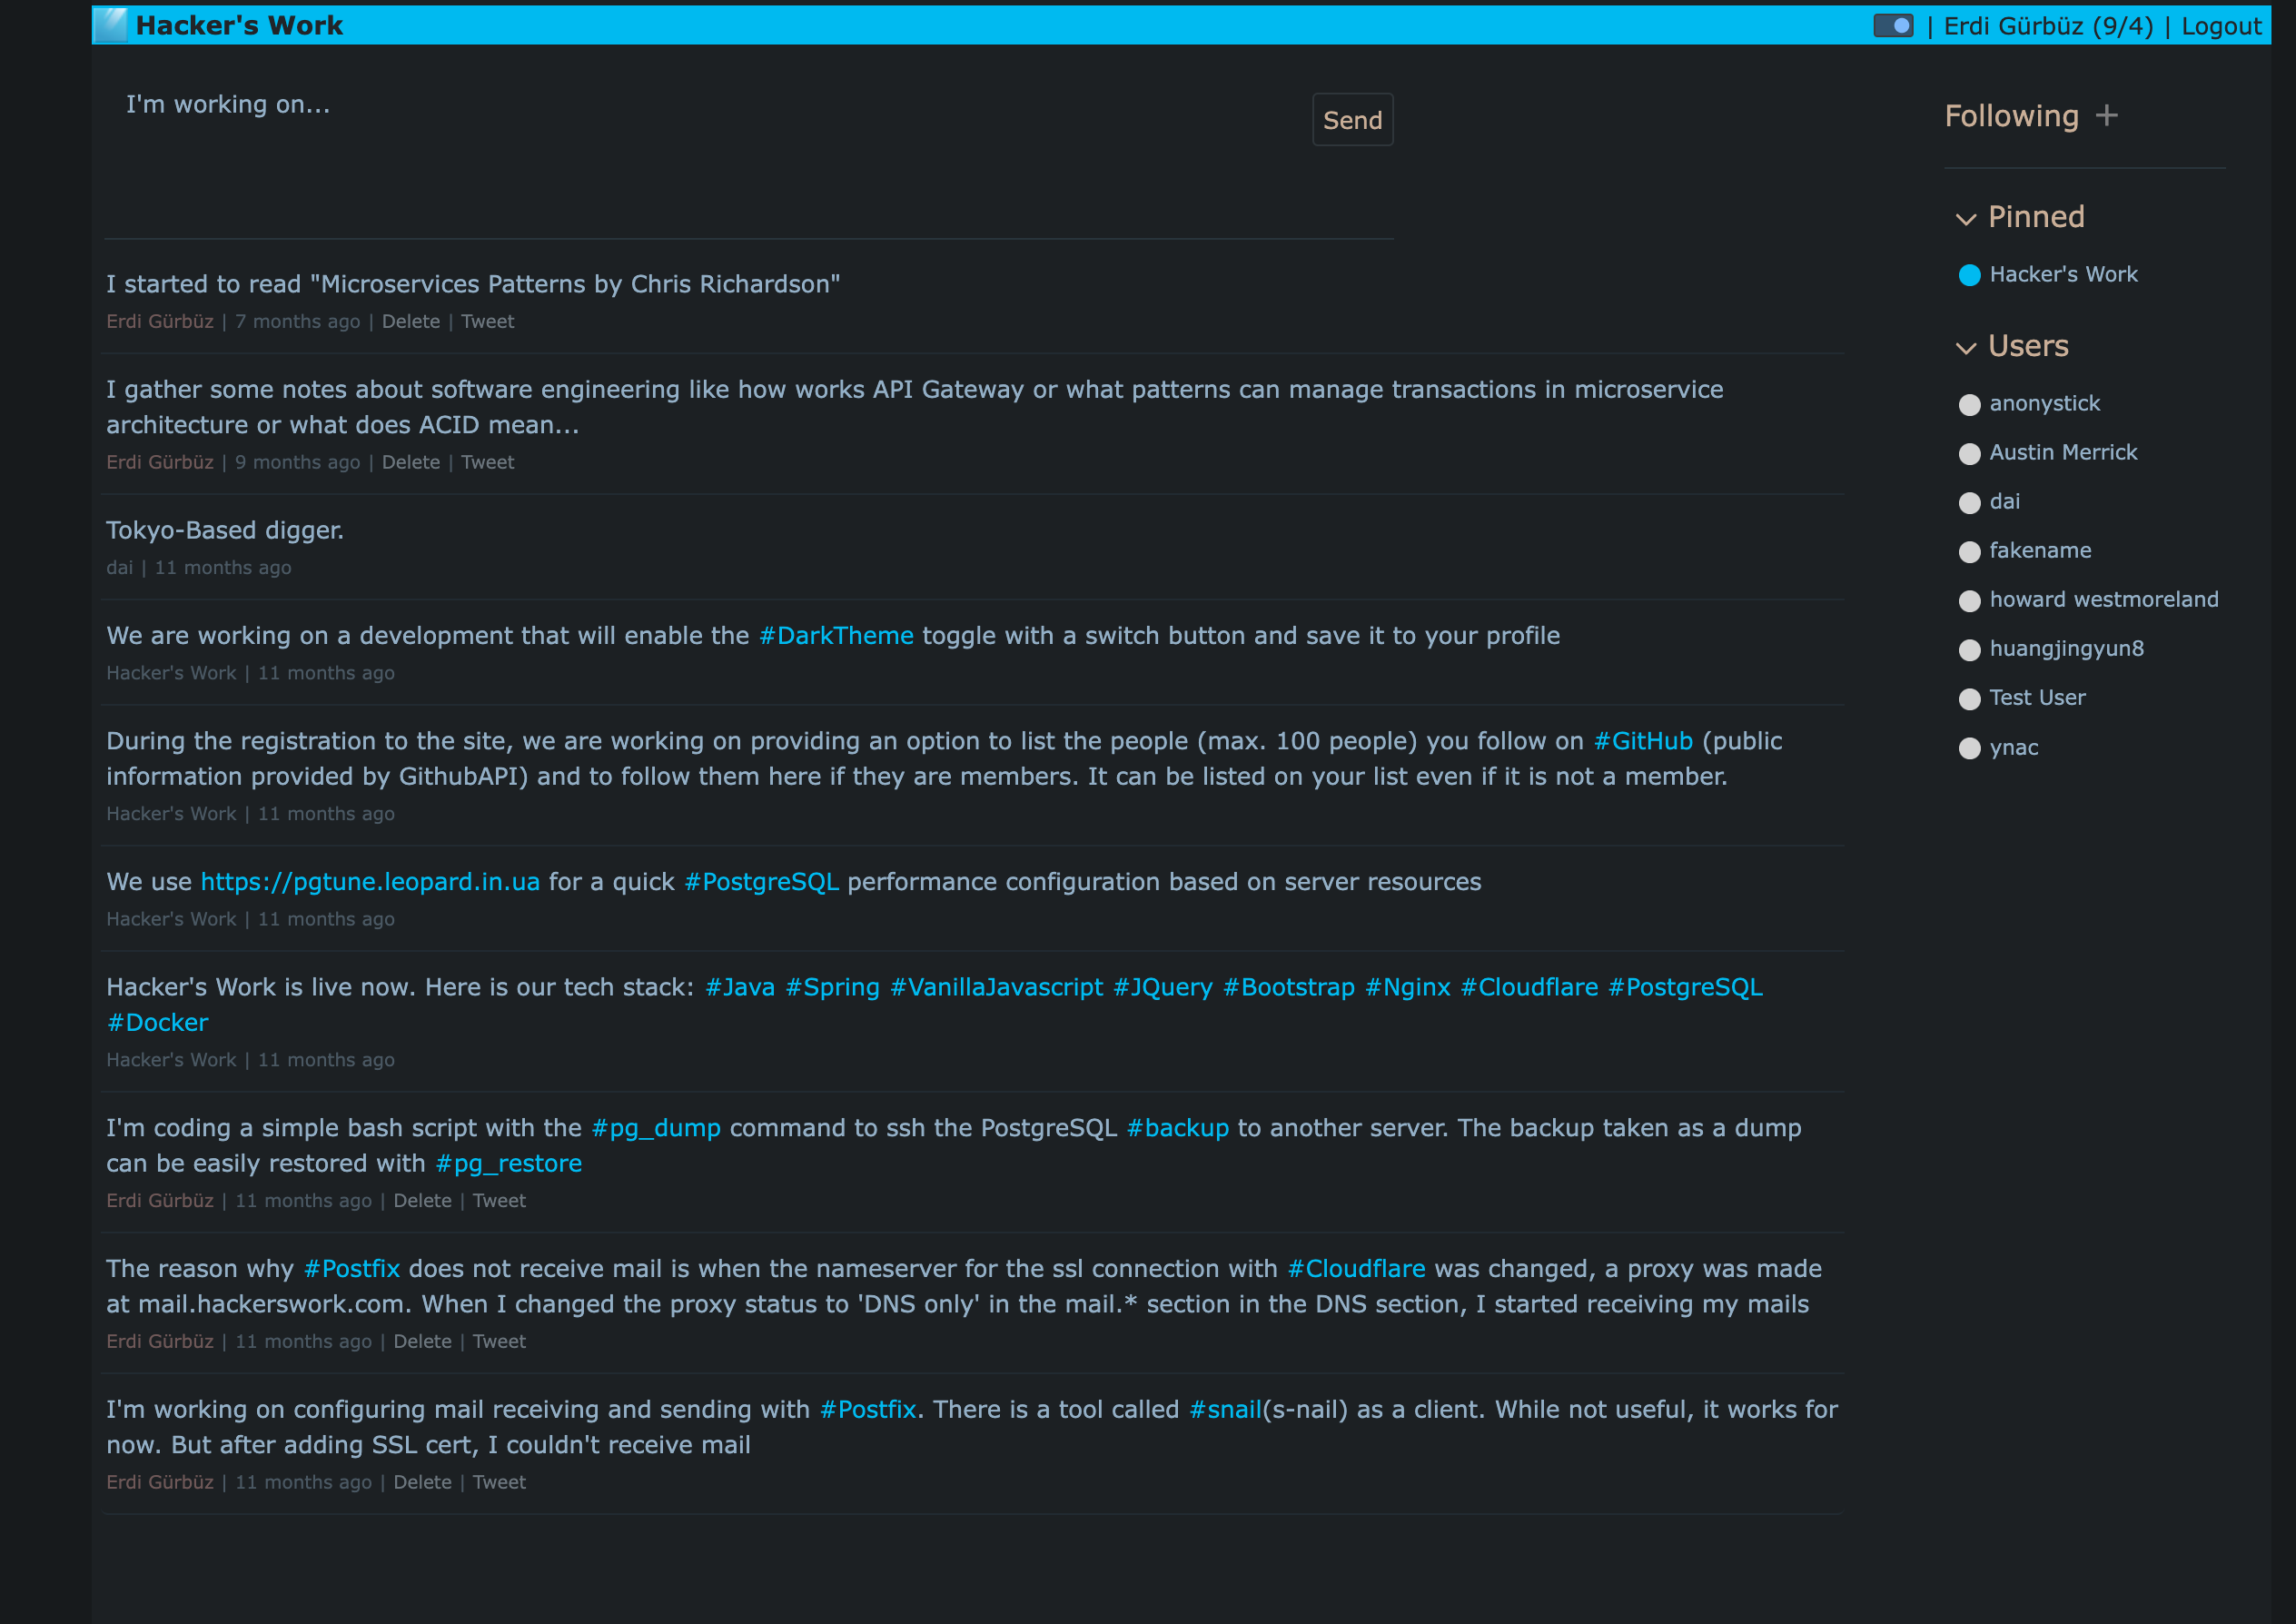 Hacker's Work
| Erdi Gürbüz (9/4) | Logout
I'm working on...
Send
I started to read "Microservices Patterns by Chris Richardson"
Erdi Gürbüz | 7 months ago | Delete | Tweet
I gather some notes about software engineering like how works API Gateway or what patterns can manage transactions in microservice
architecture or what does ACID mean...
Erdi Gürbüz | 9 months ago | Delete | Tweet
Tokyo-Based digger.
dai | 11 months ago
We are working on a development that will enable the #DarkTheme toggle with a switch button and save it to your profile
Hacker's Work | 11 months ago
During the registration to the site, we are working on providing an option to list the people (max. 100 people) you follow on #GitHub (public
information provided by GithubAPI) and to follow them here if they are members. It can be listed on your list even if it is not a member.
Hacker's Work | 11 months ago
We use https://pgtune.leopard.in.ua for a quick #PostgreSQL performance configuration based on server resources
Hacker's Work | 11 months ago
Hacker's Work is live now. Here is our tech stack: #Java #Spring #VanillaJavascript #JQuery #Bootstrap #Nginx #Cloudflare #PostgreSQL
#Docker
Hacker's Work | 11 months ago
I'm coding a simple bash script with the #pg_dump command to ssh the PostgreSQL #backup to another server. The backup taken as a dump
can be easily restored with #pg_restore
Erdi Gürbüz | 11 months ago | Delete | Tweet
The reason why #Postfix does not receive mail is when the nameserver for the ssl connection with #Cloudflare was changed, a proxy was made
at mail.hackerswork.com. When I changed the proxy status to 'DNS only' in the mail.* section in the DNS section, I started receiving my mails
Erdi Gürbüz | 11 months ago | Delete | Tweet
I'm working on configuring mail receiving and sending with #Postfix. There is a tool called #snail(s-nail) as a client. While not useful, it works for
now. But after adding SSL cert, I couldn't receive mail
Erdi Gürbüz | 11 months ago | Delete | Tweet
Following +
Pinned
Hacker's Work
Users
anonystick
Austin Merrick
dai
fakename
howard westmoreland
huangjingyun8
Test User
ynac